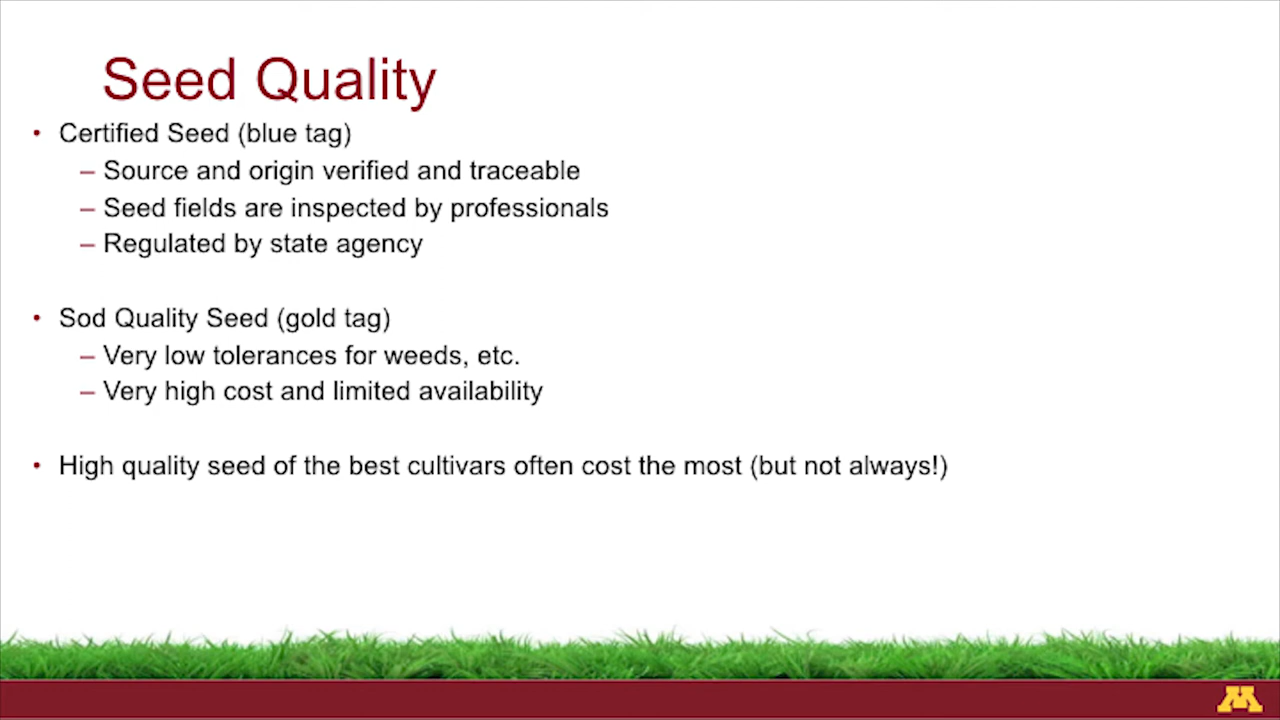 Seed Quality
• Certified Seed (blue tag)
– Source and origin verified and traceable
– Seed fields are inspected by professionals
– Regulated by state agency
• Sod Quality Seed (gold tag)
– Very low tolerances for weeds, etc.
– Very high cost and limited availability
• High quality seed of the best cultivars often cost the most (but not always!)
M